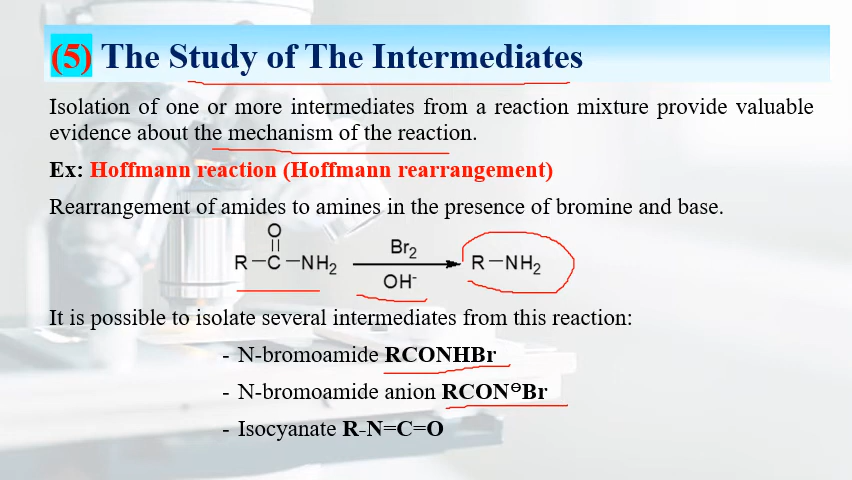 (5) The Study of The Intermediates
Isolation of one or more intermediates from a reaction mixture provide valuable
evidence about the mechanism of the reaction.
Ex: Hoffmann reaction (Hoffmann rearrangement)
Rearrangement of amides to amines in the presence of bromine and base.
O
R-C-NH₂ Br₂ R-NH₂
OH⁻
It is possible to isolate several intermediates from this reaction:
- N-bromoamide RCONHBr
- N-bromoamide anion RCON⊖Br
- Isocyanate R-N=C=O